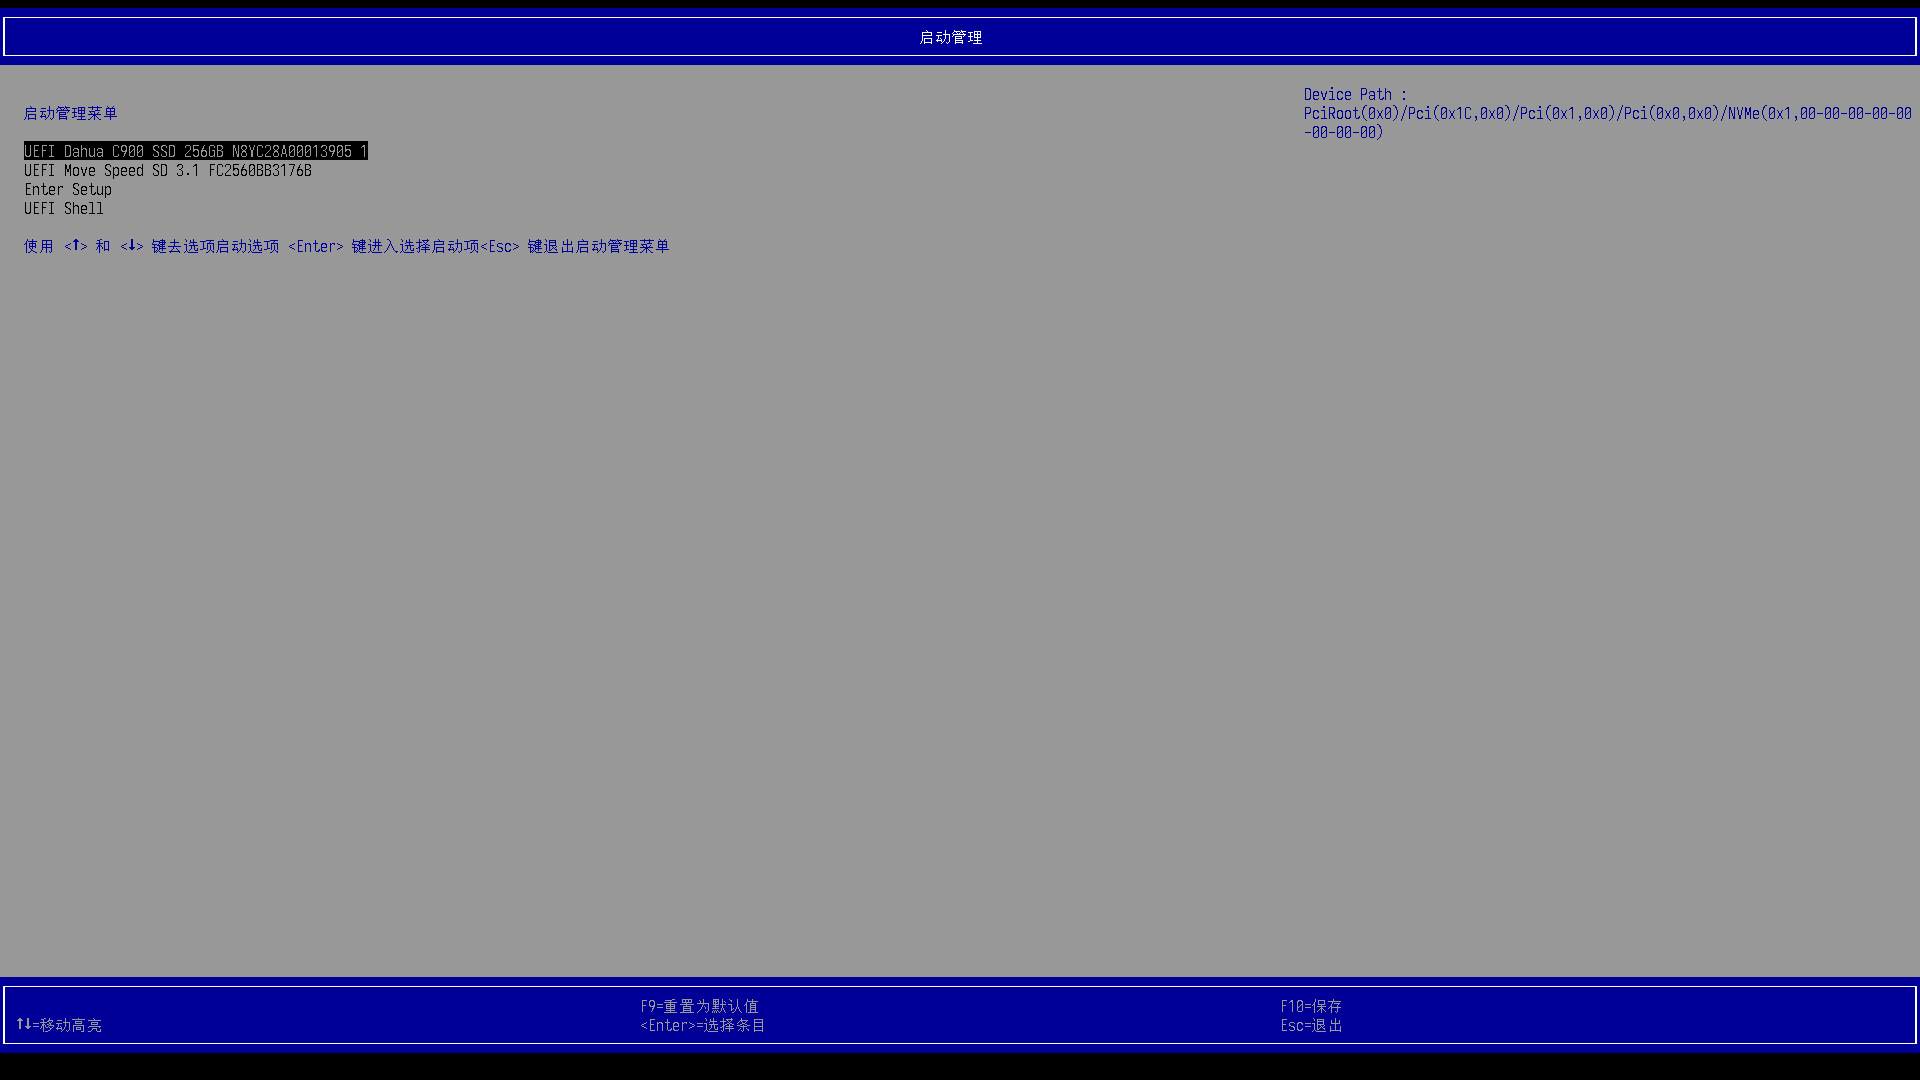 启动管理
启动管理菜单
UEFI Dahua C900 SSD 256GB N8YC28A00013905 1
UEFI Move Speed SD 3.1 FC2560BB3176B
Enter Setup
UEFI Shell
使用 <↑> 和 <↓> 键去选项启动选项 <Enter> 键进入选择启动项<Esc> 键退出启动管理菜单
Device Path :
PciRoot(0x0)/Pci(0x1C,0x0)/Pci(0x1,0x0)/Pci(0x0,0x0)/NVMe(0x1,00-00-00-00-00
-00-00-00)
F9=重置为默认值
F10=保存
↑↓=移动高亮
<Enter>=选择条目
Esc=退出